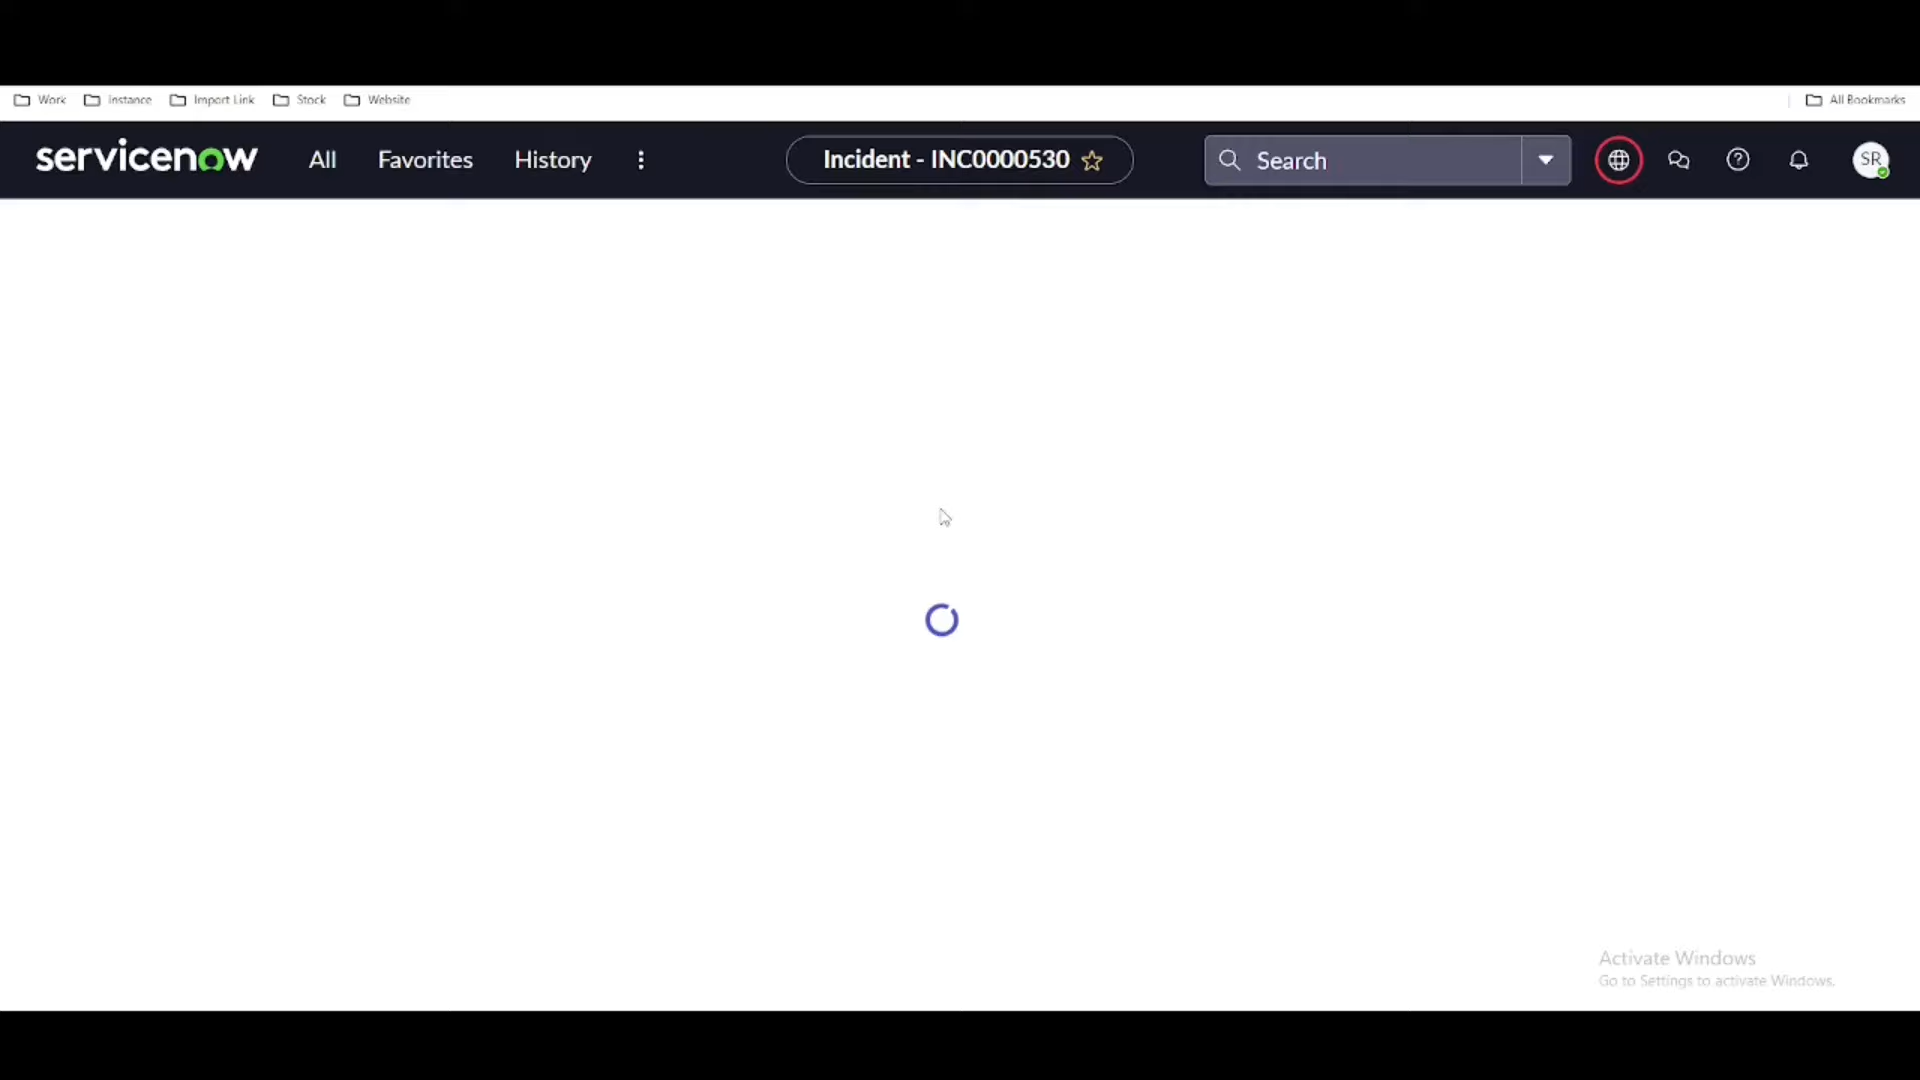 Work Instance Import Link Stock Website All Bookmarks
servicenow All Favorites History Incident - INC0000530 Search SR
Activate Windows
Go to Settings to activate Windows.